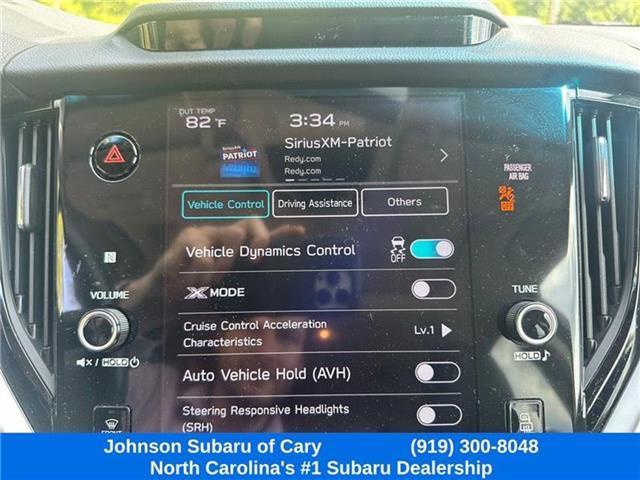 OUT TEMP
82°F
3:34 PM
SiriusXM-Patriot
SiriusXM
PATRIOT
Redy.com
Redy.com
PASSENGER
AIR BAG
Vehicle Control
Driving Assistance
Others
Vehicle Dynamics Control
OFF
X MODE
VOLUME
TUNE
Cruise Control Acceleration
Characteristics
Lv.1
HOLD
HOLD
Auto Vehicle Hold (AVH)
Steering Responsive Headlights
(SRH)
FRONT
Johnson Subaru of Cary (919) 300-8048
North Carolina's #1 Subaru Dealership